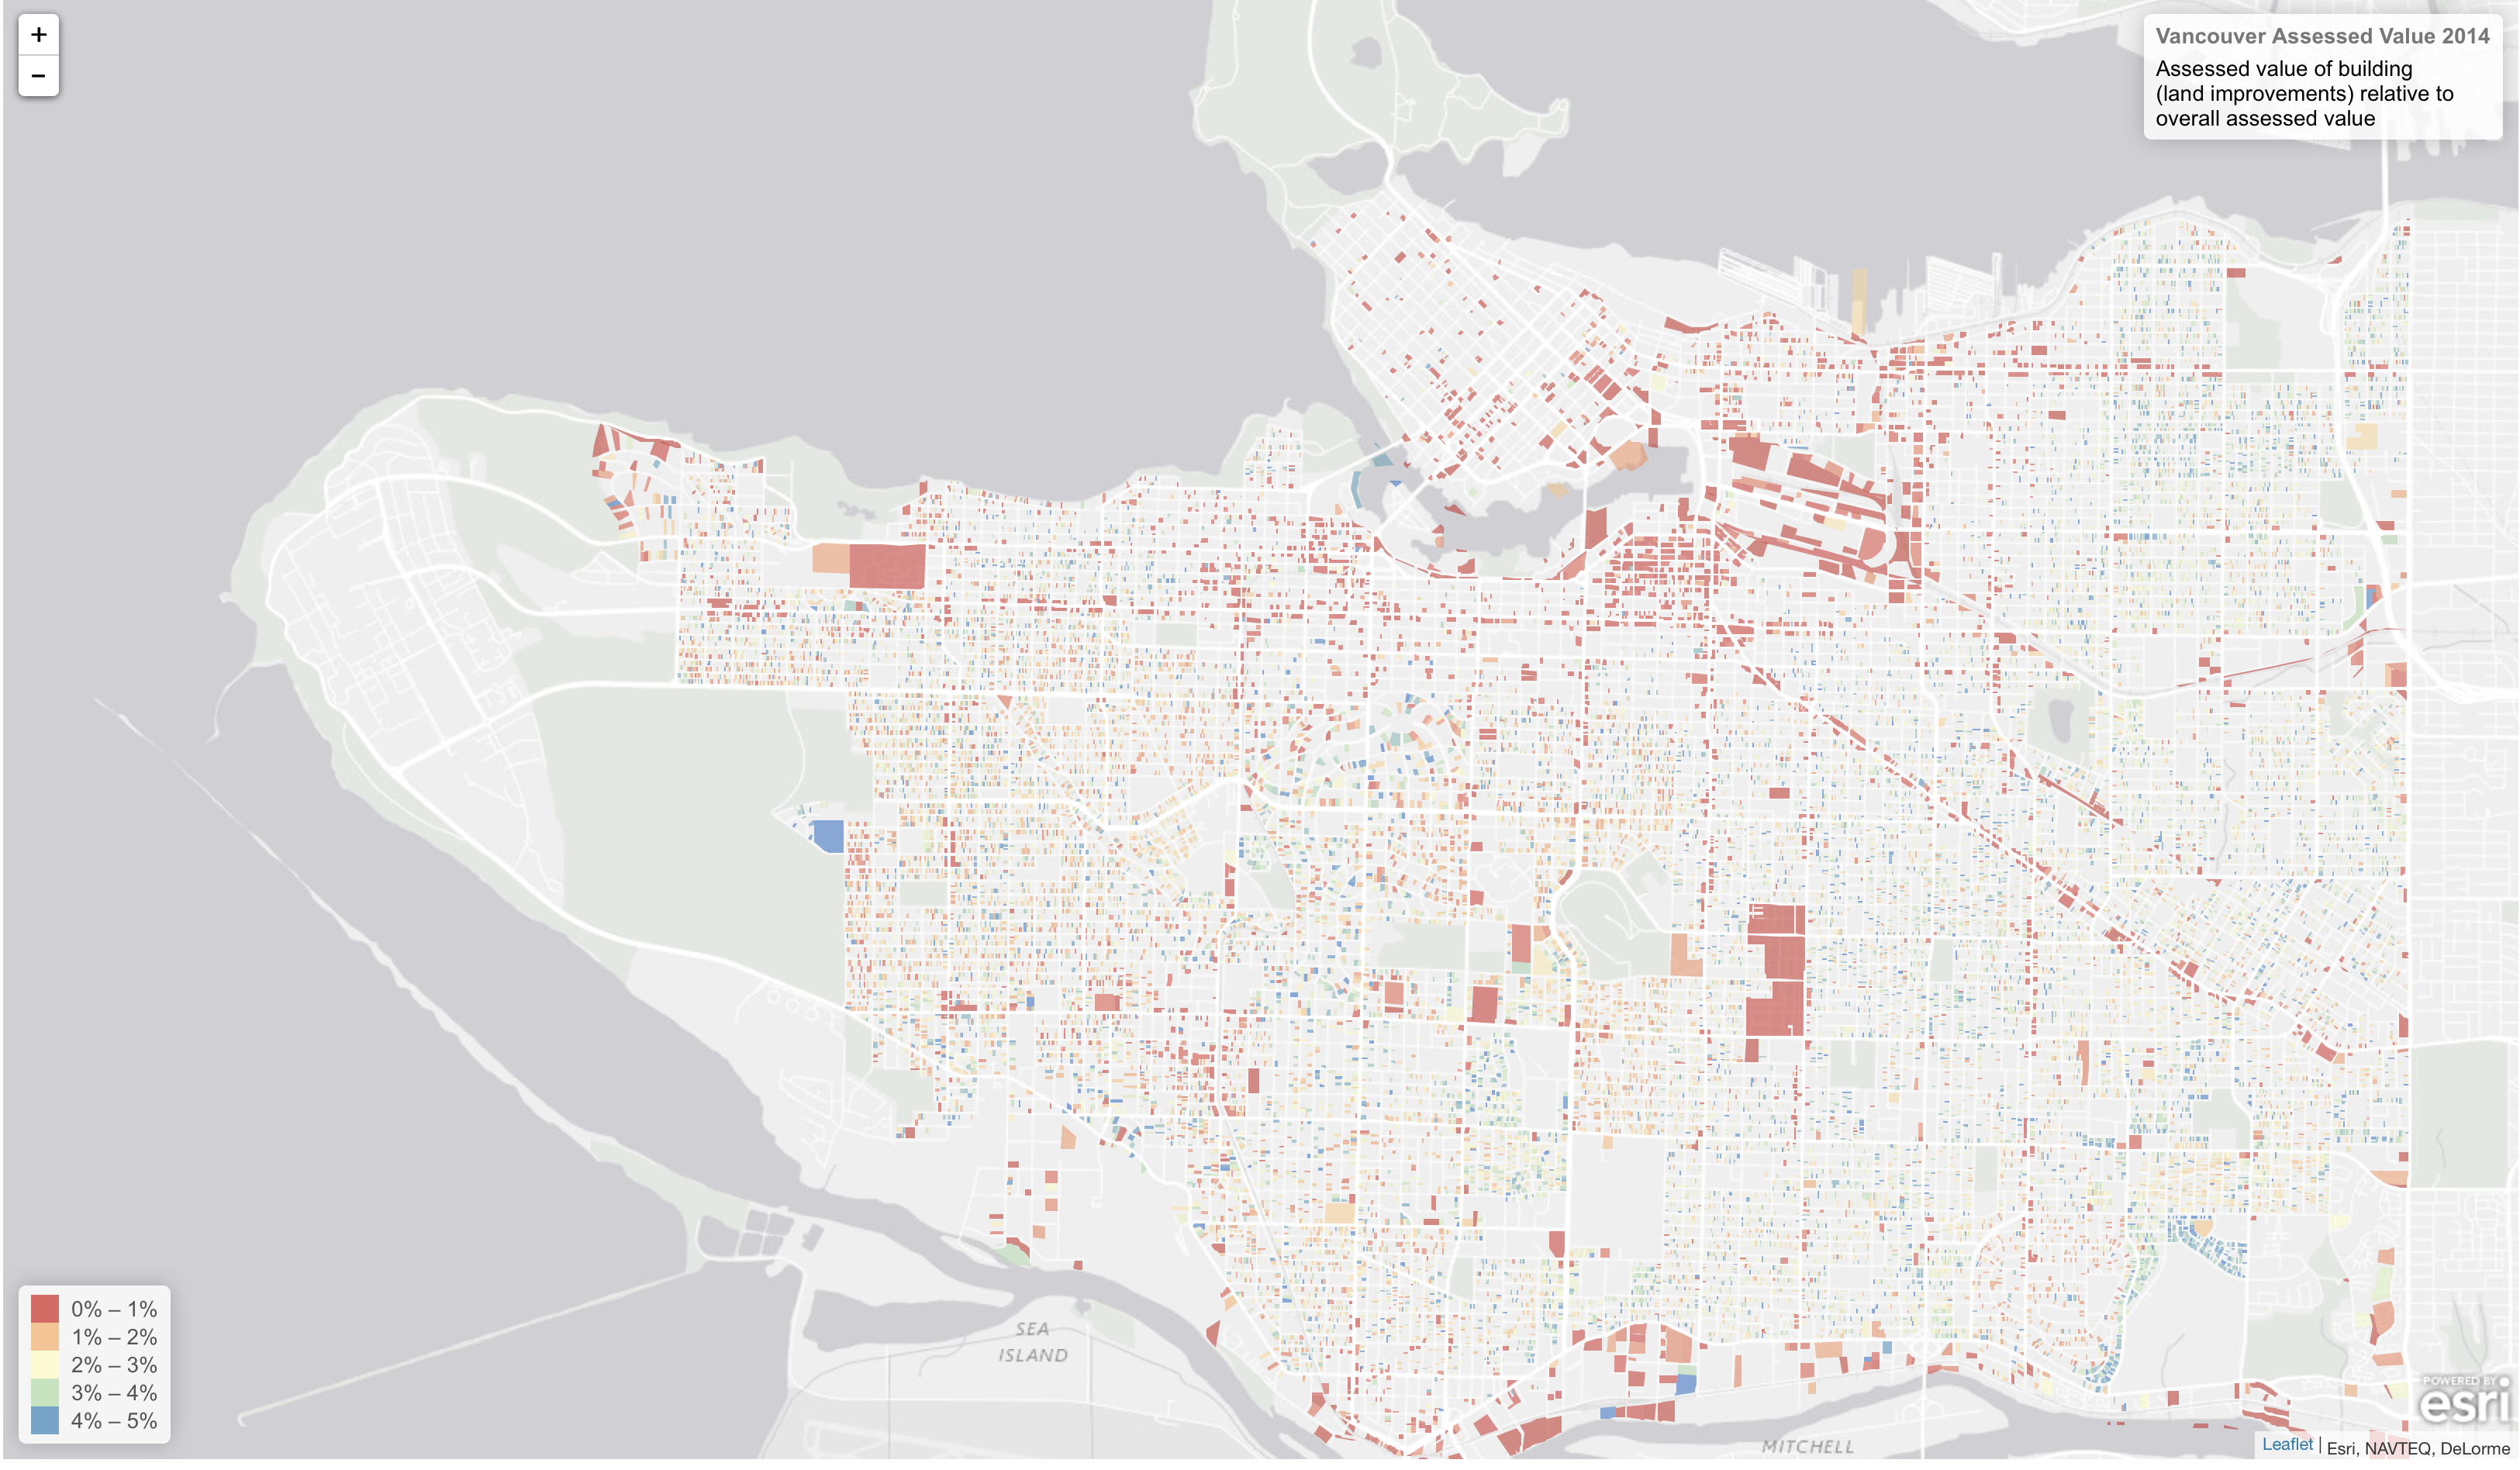 +
−
Vancouver Assessed Value 2014
Assessed value of building
(land improvements) relative to
overall assessed value
0% – 1%
1% – 2%
2% – 3%
3% – 4%
4% – 5%
SEA
ISLAND
MITCHELL
POWERED BY
esri
Leaflet | Esri, NAVTEQ, DeLorme